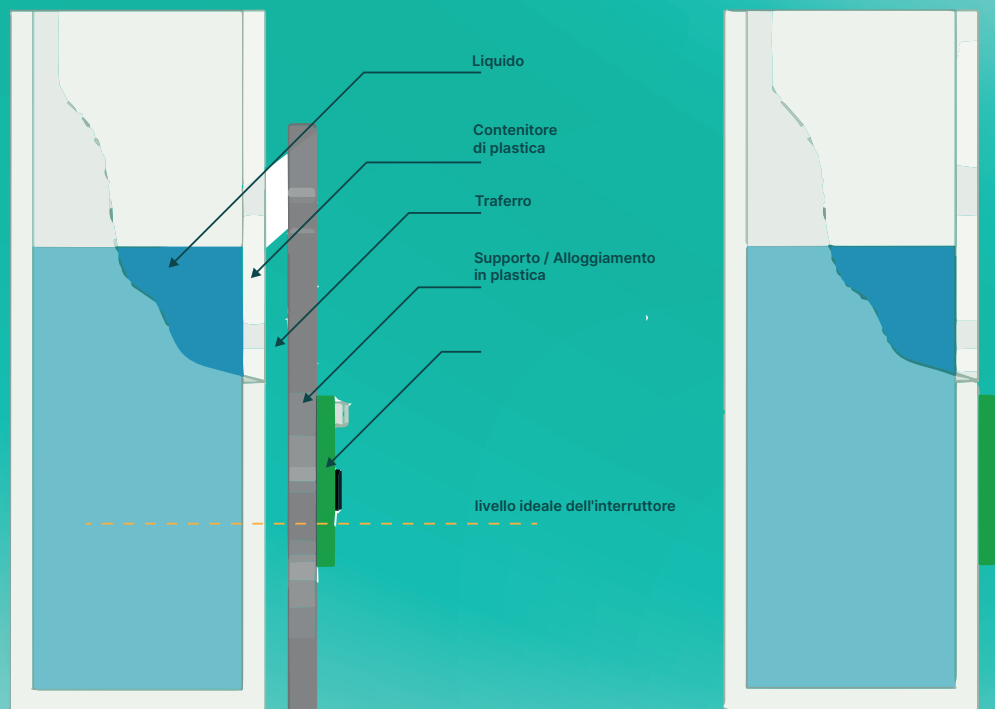 Liquido
Contenitore
di plastica
Traferro
Supporto / Alloggiamento
in plastica
livello ideale dell'interruttore